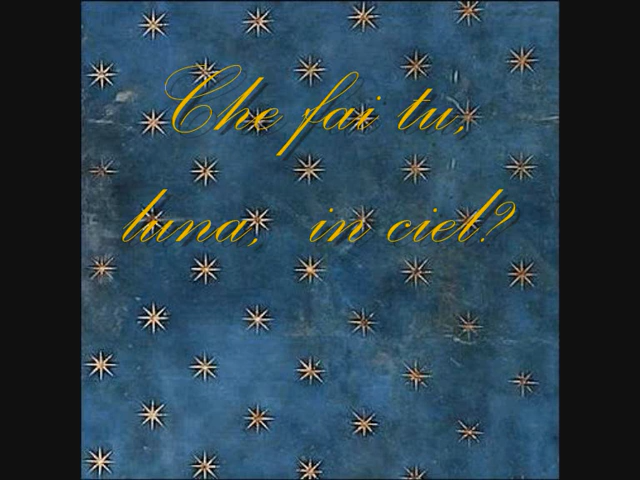 Che fai tu,
luna, in ciel?